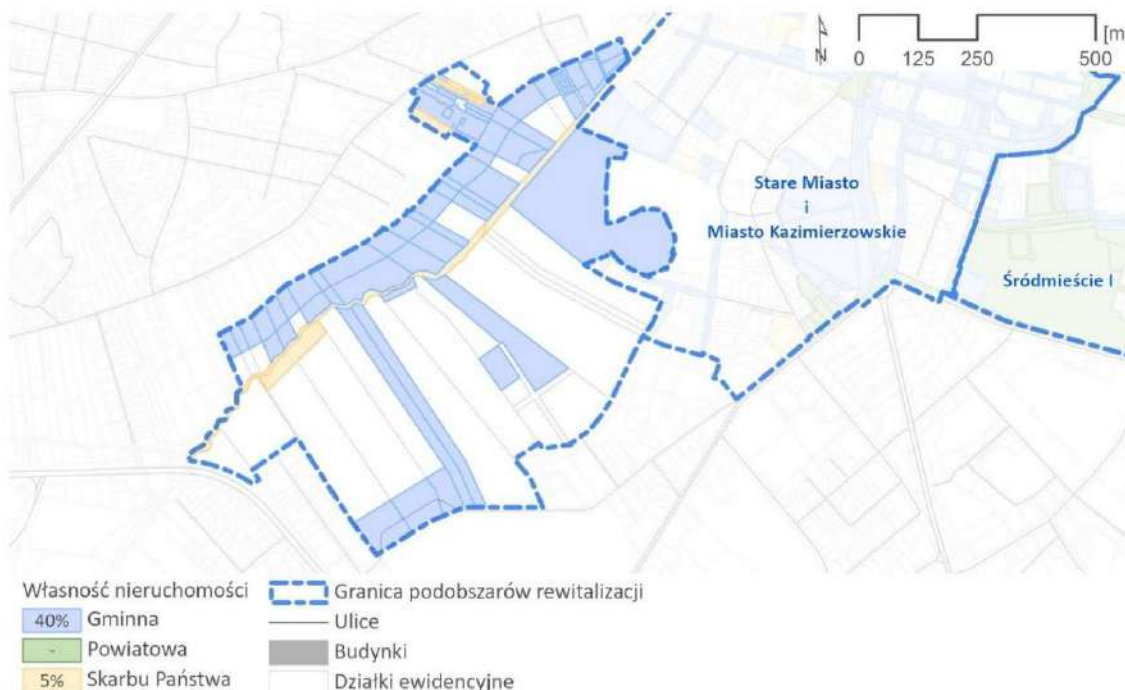 N
[m
0 125 250 500
Stare Miasto
i
Miasto Kazimierzowskie
Śródmieście I
Własność nieruchomości
40% Gminna
- Powiatowa
5% Skarbu Państwa
Granica podobszarów rewitalizacji
Ulice
Budynki
Działki ewidencyjne